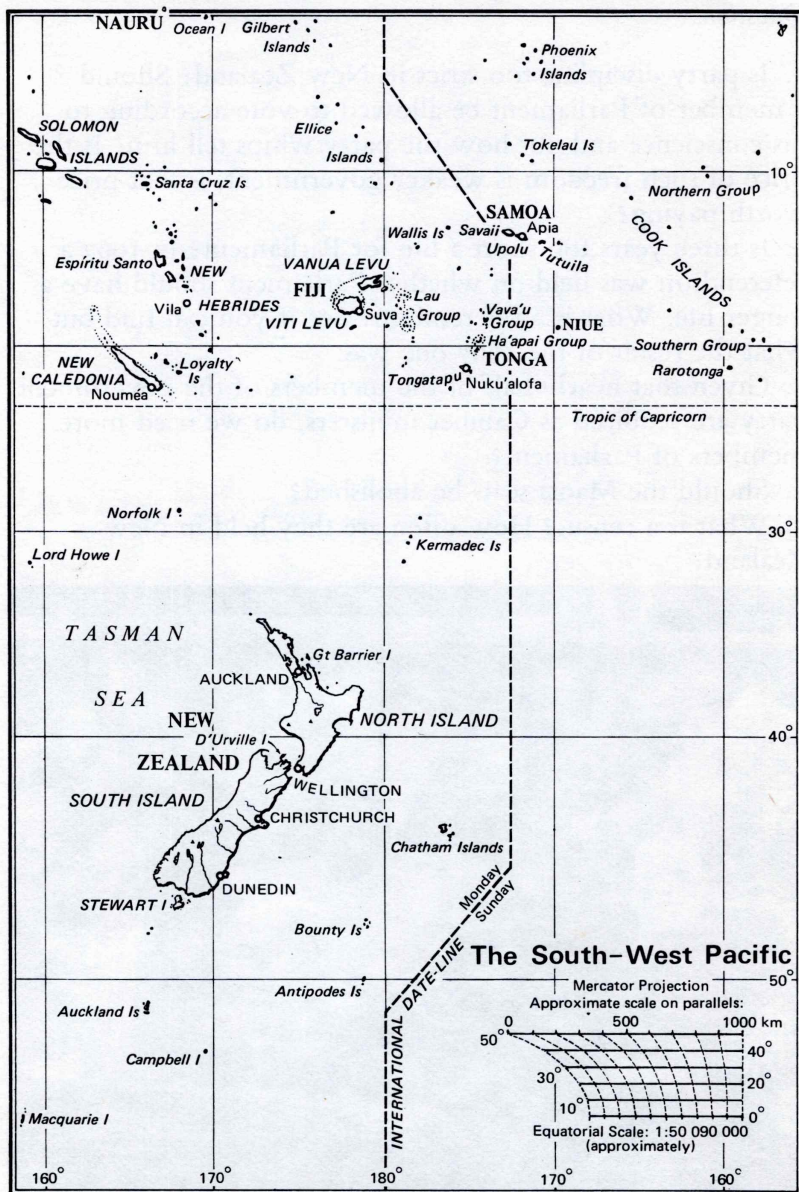 NAURU
Ocean I
Gilbert
Islands
Phoenix
Islands
SOLOMON
ISLANDS
Ellice
Islands
Tokelau Is
10°
Santa Cruz Is
Northern Group
SAMOA
Wallis Is
Savaii
Apia
Upolu
Tutuila
COOK ISLANDS
Espiritu Santo
NEW
HEBRIDES
VANUA LEVU
FIJI
Lau
Group
Vila
Suva
VITI LEVU
Vava'u
Group
NIUE
Ha'apai Group
TONGA
Southern Group
Rarotonga
NEW
CALEDONIA
Loyalty Is
Nouméa
Tongatapu
Nuku'alofa
Tropic of Capricorn
Norfolk I
30°
Lord Howe I
Kermadec Is
TASMAN
SEA
Gt Barrier I
AUCKLAND
NEW
ZEALAND
NORTH ISLAND
D'Urville I
40°
WELLINGTON
SOUTH ISLAND
CHRISTCHURCH
Chatham Islands
DUNEDIN
STEWART I
Monday
Sunday
Bounty Is
INTERNATIONAL DATE-LINE
The South-West Pacific
Antipodes Is
50°
Auckland Is
Mercator Projection
Approximate scale on parallels:
0 500 1000 km
50° 40°
30° 20°
10° 0°
Equatorial Scale: 1:50 090 000
(approximately)
Campbell I
Macquarie I
160° 170° 180° 170° 160°